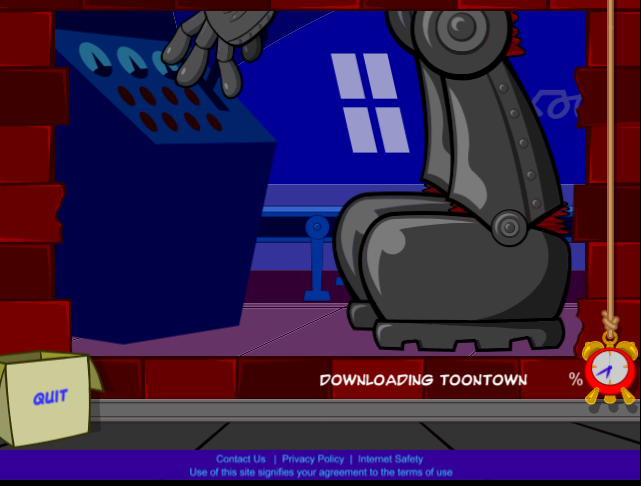 DOWNLOADING TOONTOWN %
QUIT
Contact Us | Privacy Policy | Internet Safety
Use of this site signifies your agreement to the terms of use